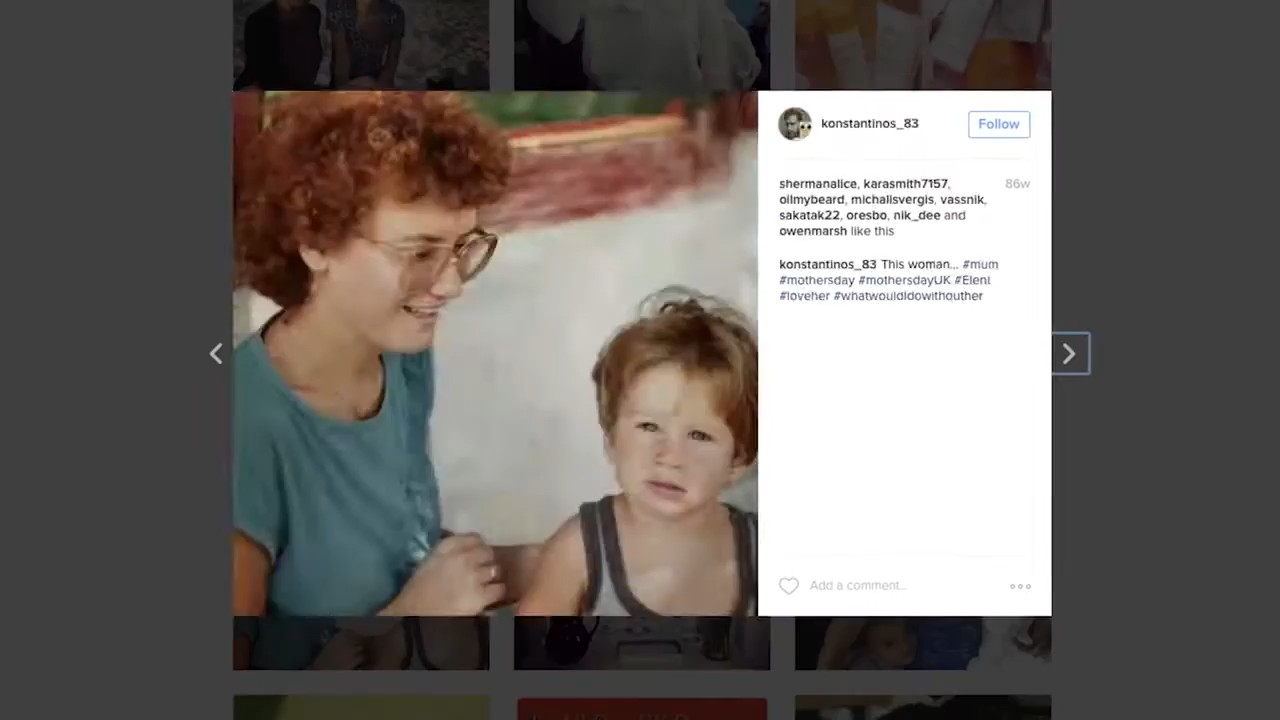 konstantinos_83
Follow
shermanalice, karasmith7157,
86w
oilmybeard, michalisvergis, vassnik,
sakatak22, oresbo, nik_dee and
owenmarsh like this
konstantinos_83 This woman... #mum
#mothersday #mothersdayUK #Eleni
#loveher #whatwouldIdowithouther
Add a comment...